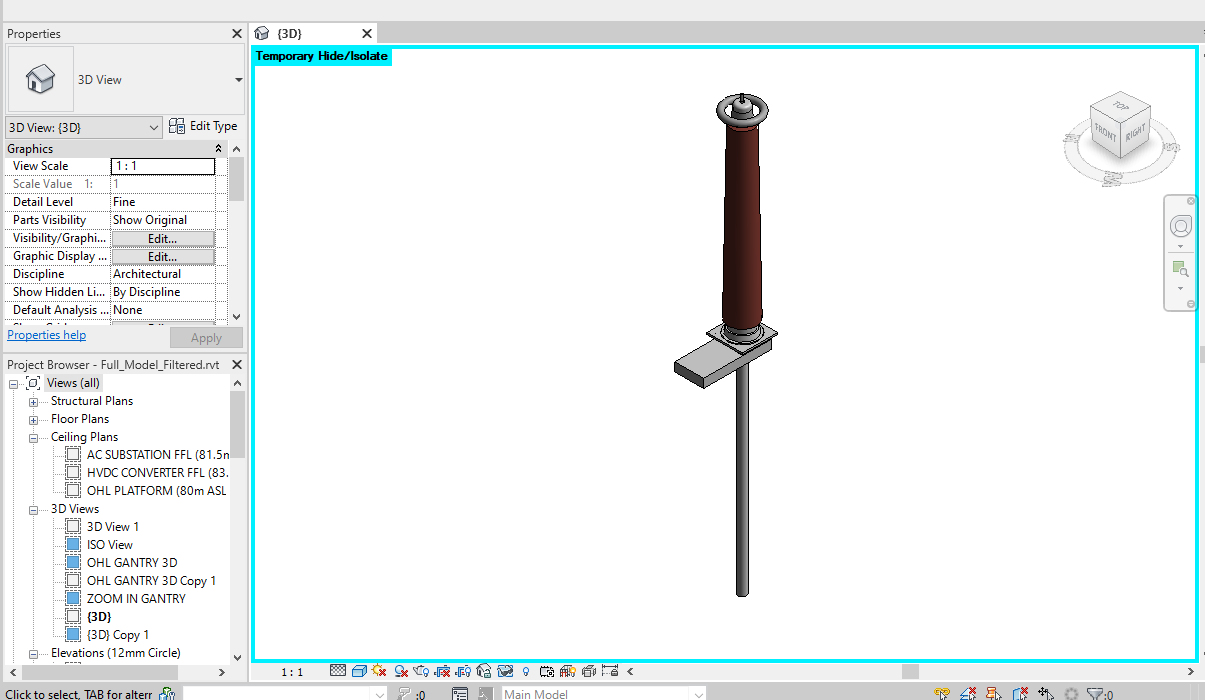 Properties
{3D}
3D View
3D View: {3D}
Edit Type
Graphics
View Scale
1 : 1
Scale Value 1:
1
Detail Level
Fine
Parts Visibility
Show Original
Visibility/Graphi...
Edit...
Graphic Display ...
Edit...
Discipline
Architectural
Show Hidden Li...
By Discipline
Default Analysis ...
None
Properties help
Apply
Project Browser - Full_Model_Filtered.rvt
Views (all)
Structural Plans
Floor Plans
Ceiling Plans
AC SUBSTATION FFL (81.5m
HVDC CONVERTER FFL (83.
OHL PLATFORM (80m ASL
3D Views
3D View 1
ISO View
OHL GANTRY 3D
OHL GANTRY 3D Copy 1
ZOOM IN GANTRY
{3D}
{3D} Copy 1
Elevations (12mm Circle)
Temporary Hide/Isolate
TOP
FRONT
RIGHT
1 : 1
Click to select, TAB for altern
:0
Main Model
:0